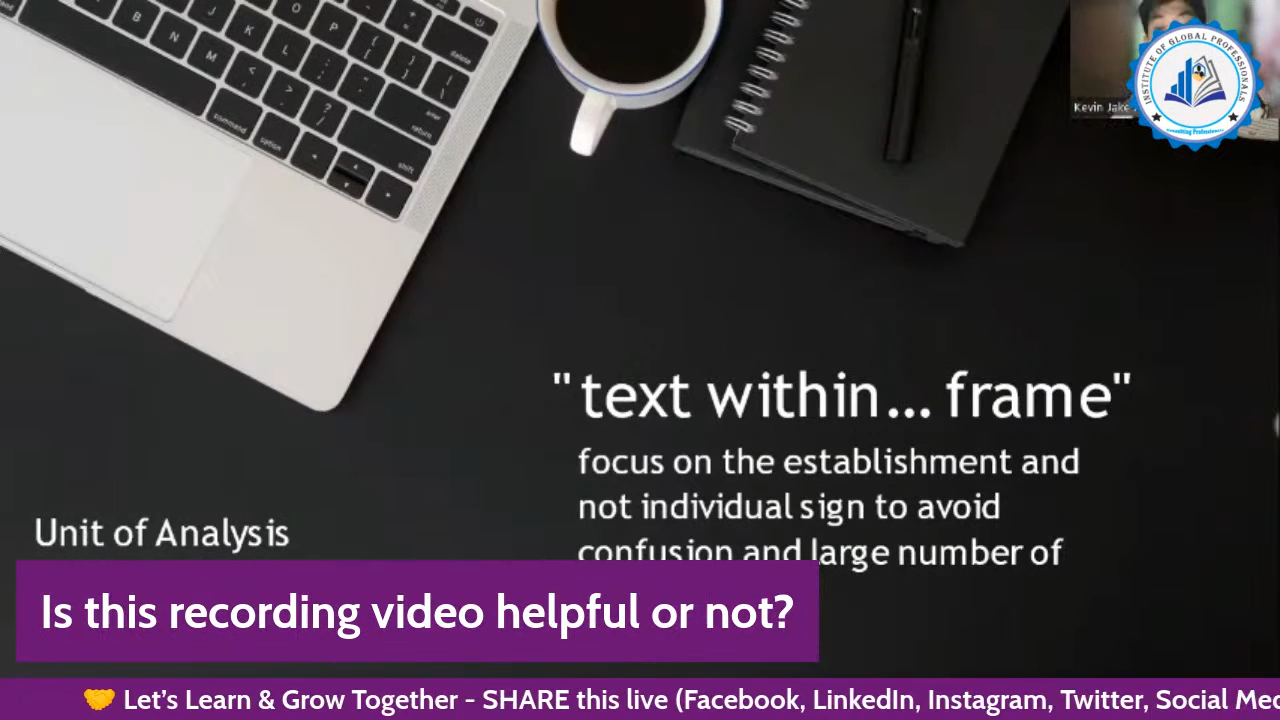 Kevin Jake
INSTITUTE OF GLOBAL PROFESSIONALS
"text within... frame"
focus on the establishment and
not individual sign to avoid
confusion and large number of
Unit of Analysis
Is this recording video helpful or not?
🤝 Let's Learn & Grow Together - SHARE this live (Facebook, LinkedIn, Instagram, Twitter, Social Med